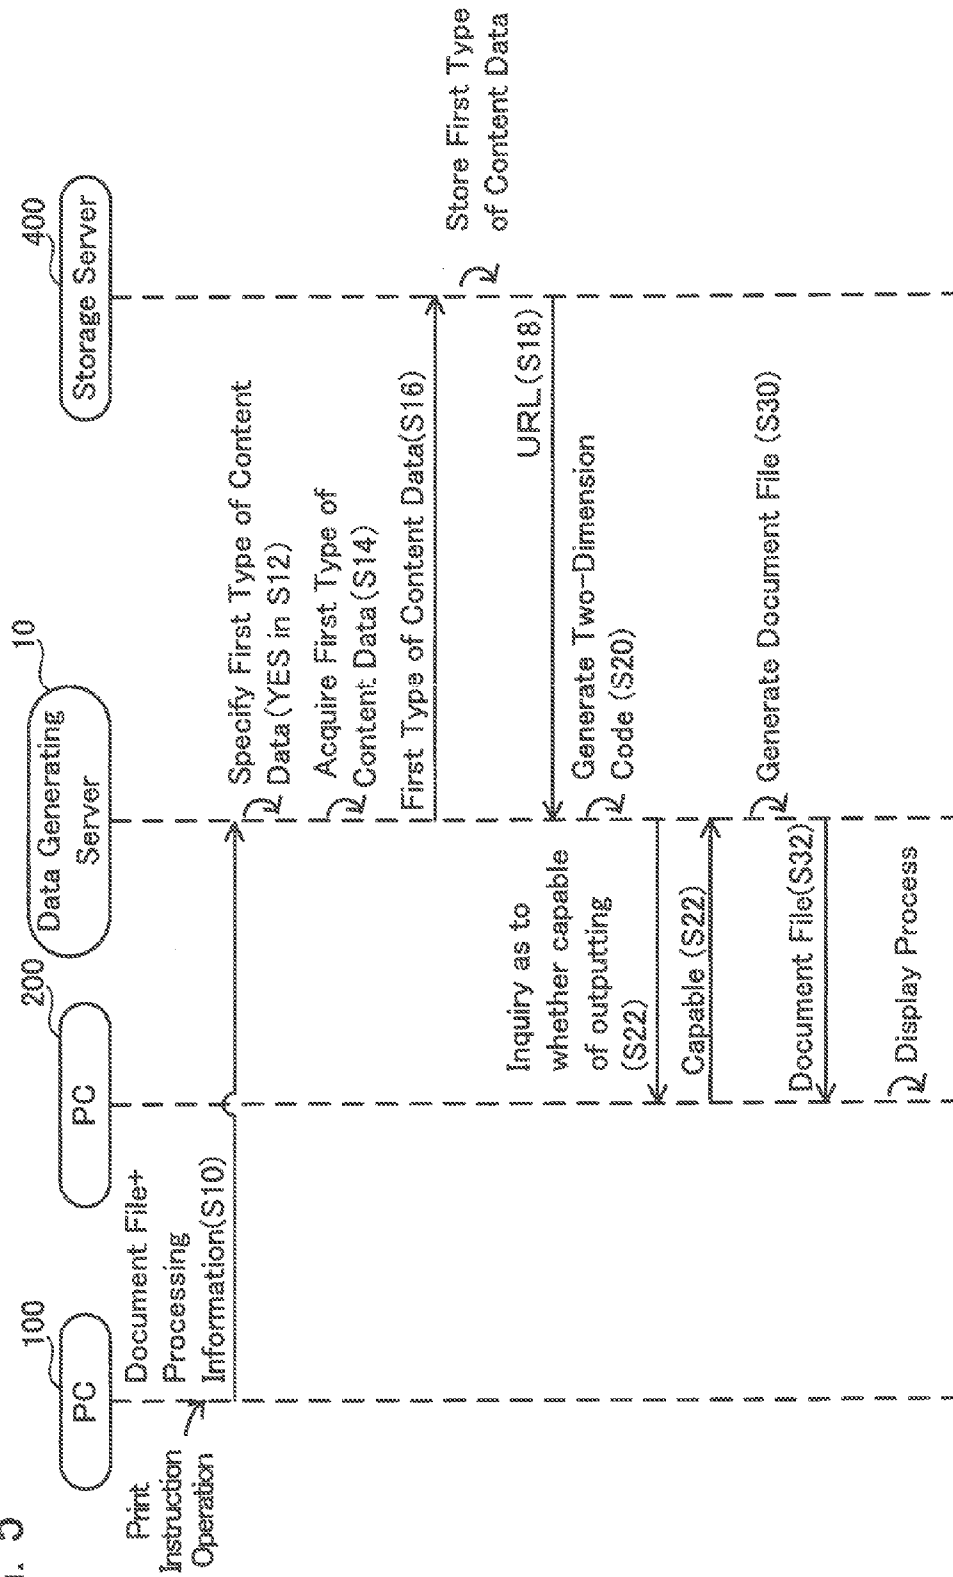 100
PC
200
PC
10
Data Generating
Server
400
Storage Server
Print
Instruction
Operation
Document File+
Processing
Information(S10)
Specify First Type of Content
Data(YES in S12)
Acquire First Type of
Content Data(S14)
First Type of Content Data(S16)
Store First Type
of Content Data
URL(S18)
Generate Two-Dimension
Code (S20)
Inquiry as to
whether capable
of outputting
(S22)
Capable (S22)
Generate Document File (S30)
Document File(S32)
Display Process